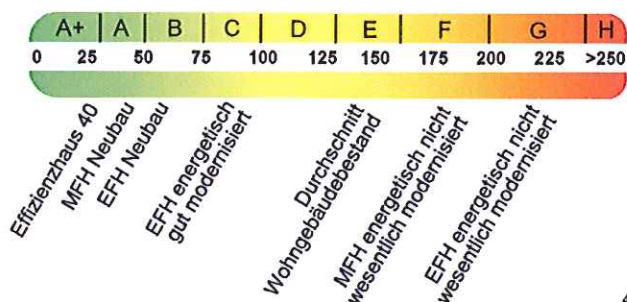 A+ A B C D E F G H
0 25 50 75 100 125 150 175 200 225 >250
Effizienzhaus 40
MFH Neubau
EFH Neubau
EFH energetisch
gut modernisiert
Durchschnitt
Wohngebäudebestand
MFH energetisch nicht
wesentlich modernisiert
EFH energetisch nicht
wesentlich modernisiert